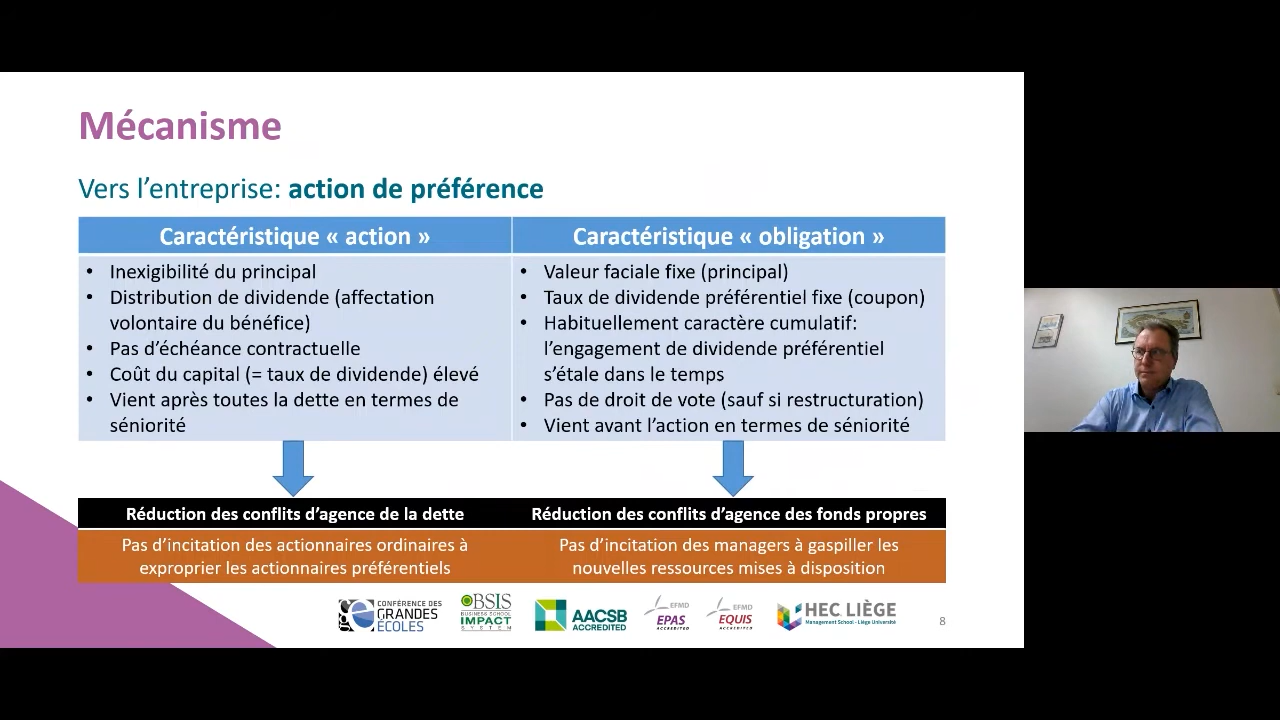 Mécanisme
Vers l’entreprise: action de préférence
Caractéristique « action »
• Inexigibilité du principal
• Distribution de dividende (affectation
volontaire du bénéfice)
• Pas d’échéance contractuelle
• Coût du capital (= taux de dividende) élevé
• Vient après toutes la dette en termes de
séniorité
Caractéristique « obligation »
• Valeur faciale fixe (principal)
• Taux de dividende préférentiel fixe (coupon)
• Habituellement caractère cumulatif:
l’engagement de dividende préférentiel
s’étale dans le temps
• Pas de droit de vote (sauf si restructuration)
• Vient avant l’action en termes de séniorité
Réduction des conflits d’agence de la dette
Pas d’incitation des actionnaires ordinaires à
exproprier les actionnaires préférentiels
Réduction des conflits d’agence des fonds propres
Pas d’incitation des managers à gaspiller les
nouvelles ressources mises à disposition
CONFÉRENCE DES
GRANDES
ÉCOLES
BSIS
BUSINESS SCHOOL
IMPACT
SYSTEM
AACSB
ACCREDITED
EFMD
EPAS
ACCREDITED
EFMD
EQUIS
ACCREDITED
HEC LIÈGE
Management School - Liège Université
8